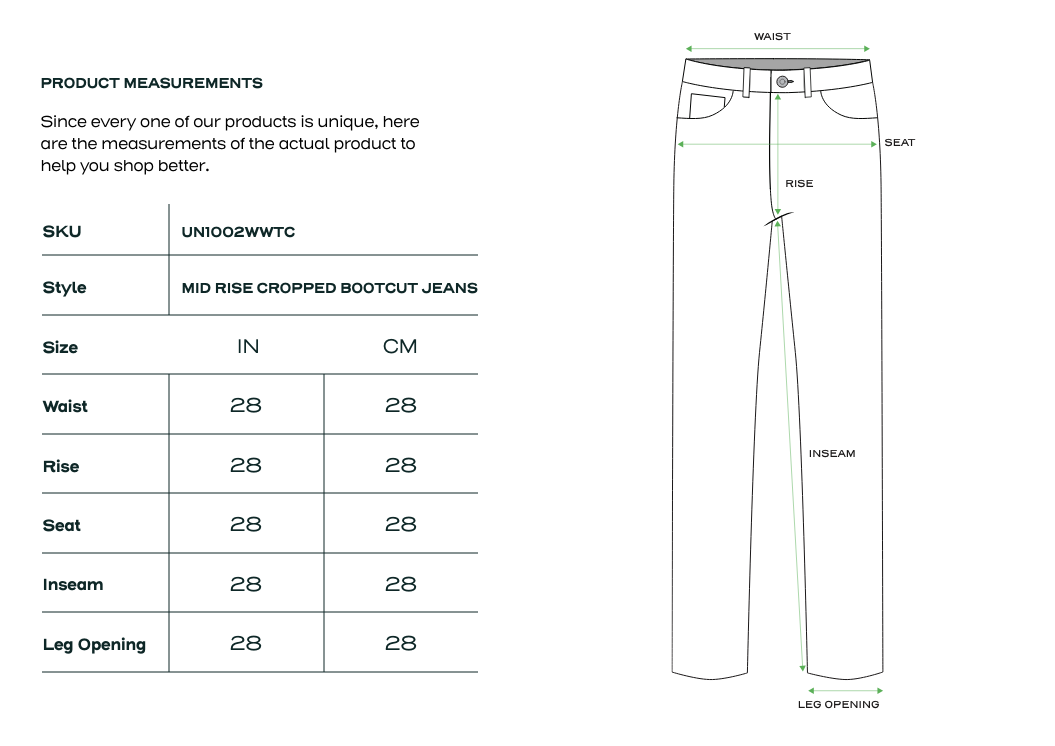 PRODUCT MEASUREMENTS
Since every one of our products is unique, here
are the measurements of the actual product to
help you shop better.
SKU UN1002WWTC
Style MID RISE CROPPED BOOTCUT JEANS
Size IN CM
Waist 28 28
Rise 28 28
Seat 28 28
Inseam 28 28
Leg Opening 28 28
WAIST
SEAT
RISE
INSEAM
LEG OPENING